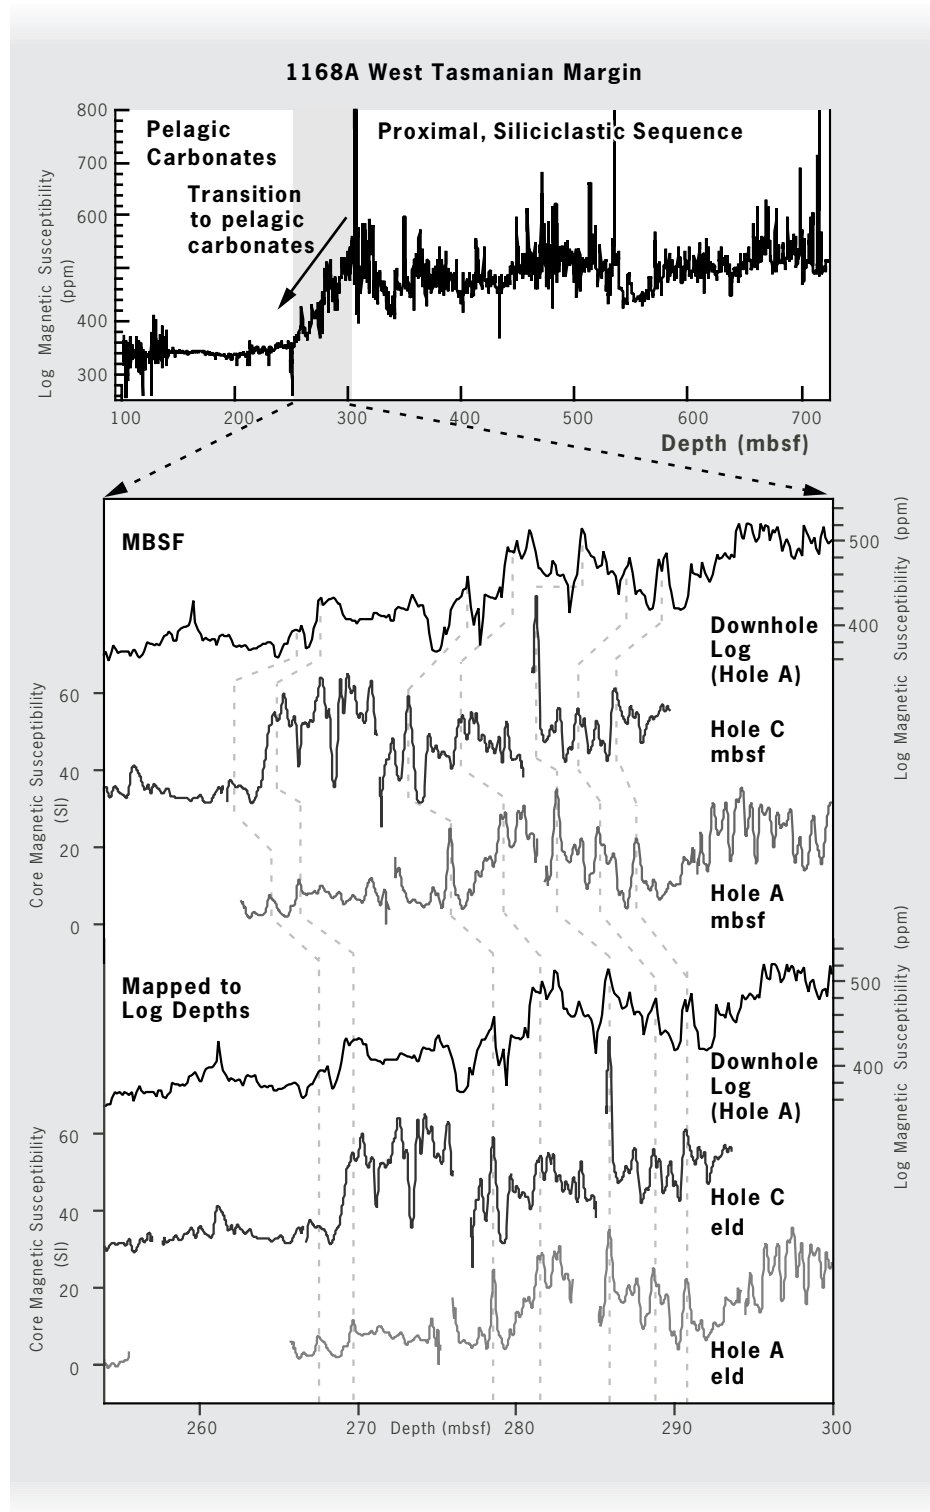 1168A West Tasmanian Margin
800
700
600
400
300
Log Magnetic Susceptibility
(ppm)
Pelagic
Carbonates
Proximal, Siliciclastic Sequence
Transition
to pelagic
carbonates
100
200
300
400
500
600
700
Depth (mbsf)
MBSF
500
400
Log Magnetic Susceptibility (ppm)
Downhole
Log
(Hole A)
60
40
20
0
Core Magnetic Susceptibility
(SI)
Hole C
mbsf
Hole A
mbsf
Mapped to
Log Depths
500
400
Log Magnetic Susceptibility (ppm)
Downhole
Log
(Hole A)
60
40
20
0
Core Magnetic Susceptibility
(SI)
Hole C
eld
Hole A
eld
260
270
Depth (mbsf)
280
290
300